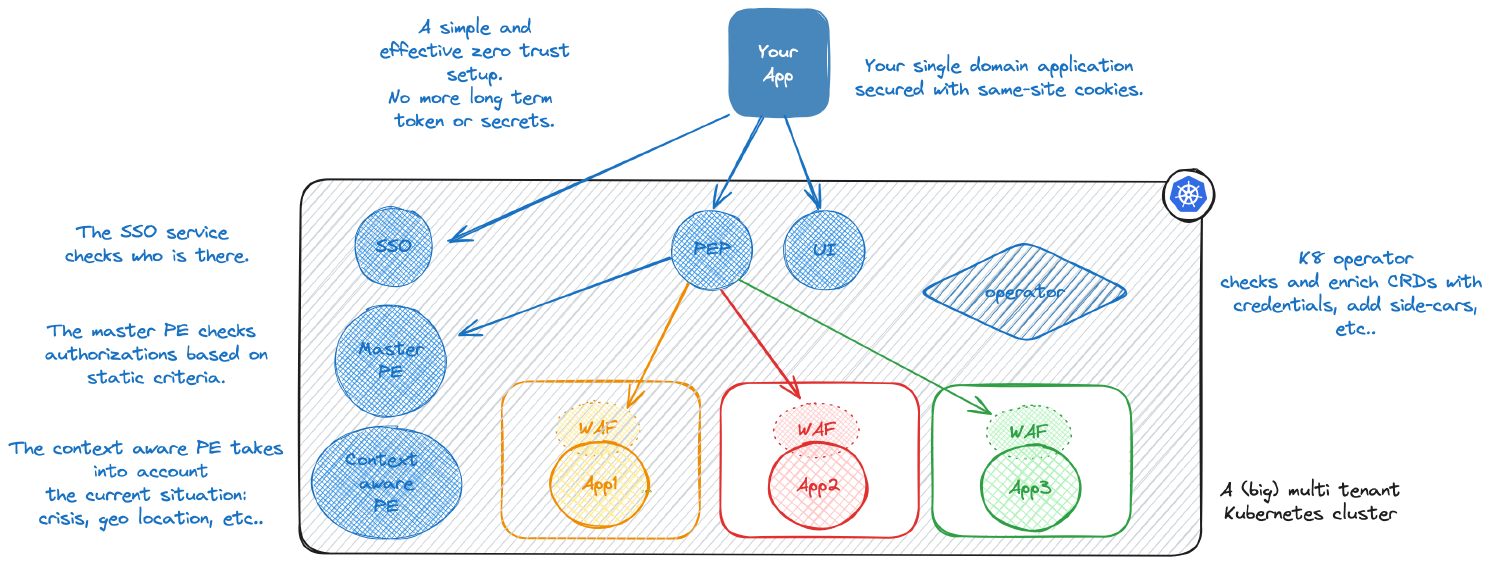 A simple and
effective zero trust
setup.
No more long term
token or secrets.
Your
App
Your single domain application
secured with same-site cookies.
The SSO service
checks who is there.
SSO
PEP
UI
operator
K8 operator
checks and enrich CRDs with
credentials, add side-cars,
etc..
The master PE checks
authorizations based on
static criteria.
Master
PE
The context aware PE takes
into account
the current situation:
crisis, geo location, etc..
Context
aware
PE
WAF
App1
WAF
App2
WAF
App3
A (big) multi tenant
Kubernetes cluster